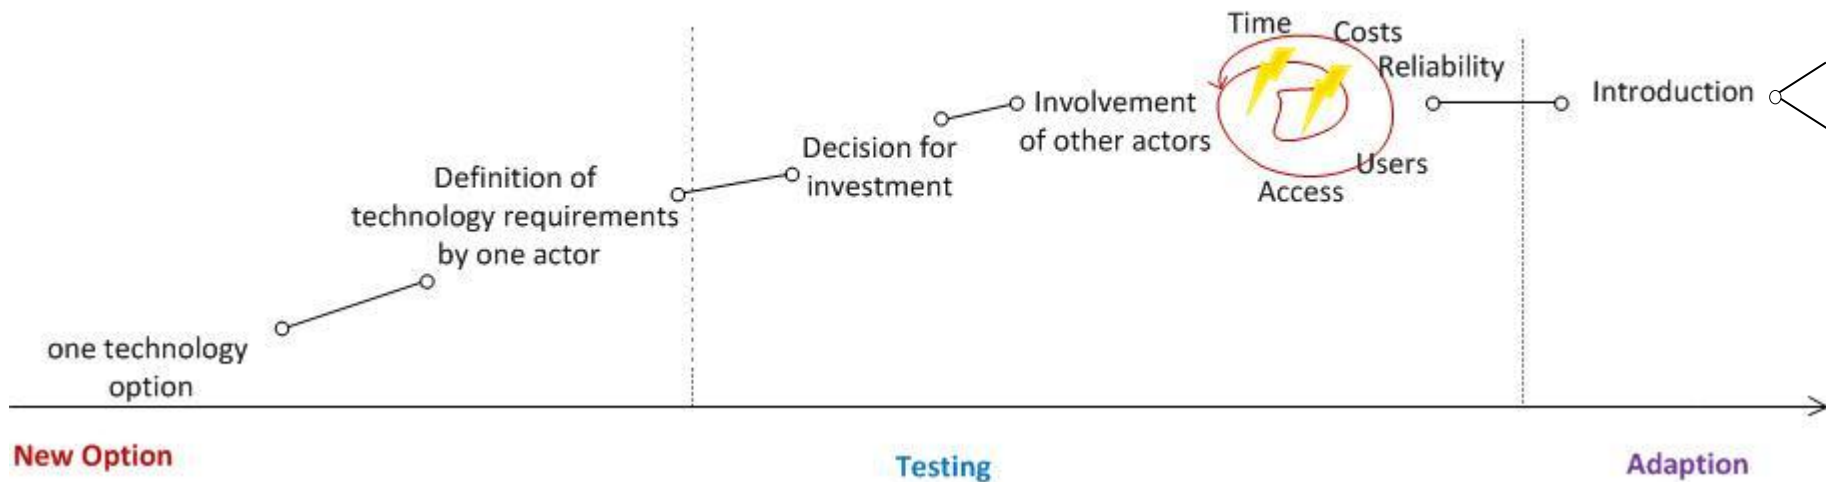 one technology
option
Definition of
technology requirements
by one actor
Decision for
investment
Involvement
of other actors
Time
Costs
Reliability
Users
Access
Introduction
New Option
Testing
Adaption